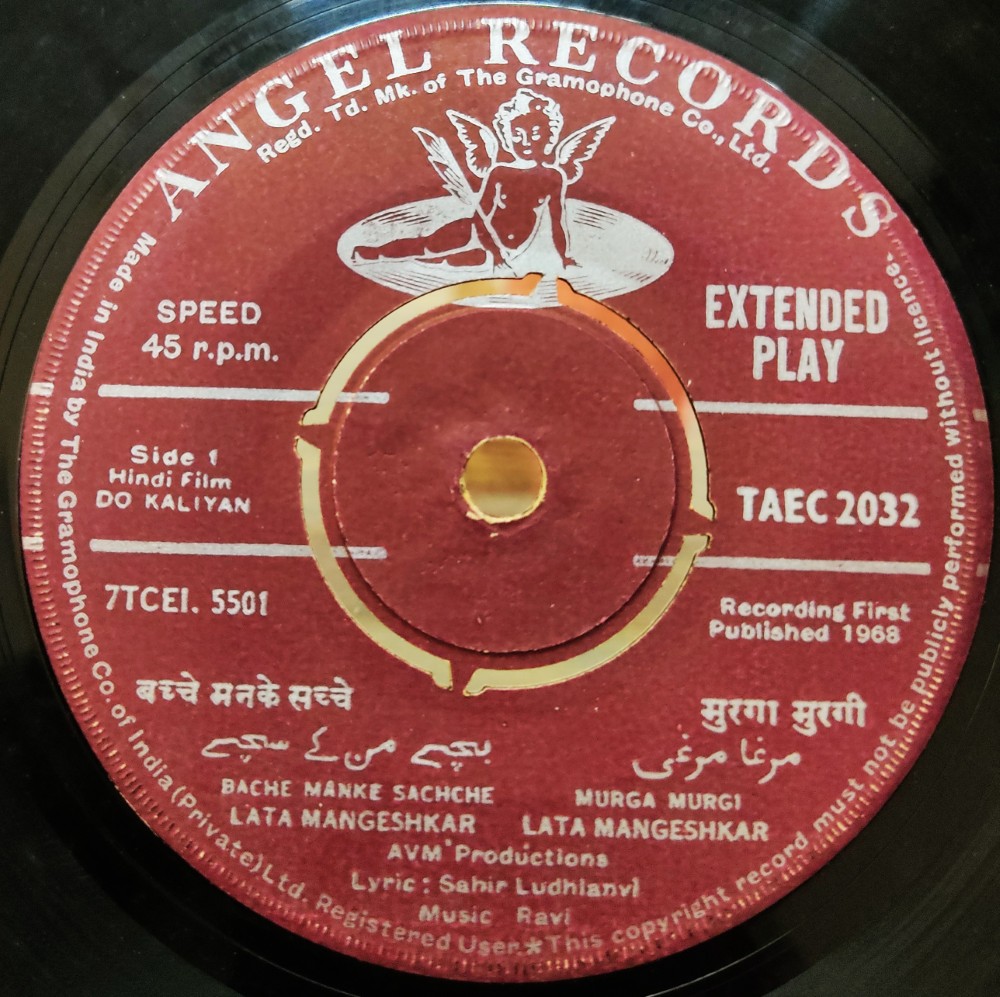 ANGEL RECORDS
Regd. Td. Mk. of The Gramophone Co., Ltd.
SPEED
45 r.p.m.
EXTENDED
PLAY
Side 1
Hindi Film
DO KALIYAN
TAEC 2032
7TCEI. 5501
Recording First
Published 1968
बच्चे मनके सच्चे
मुरगा मुरगी
بچے من کے سچے
مرغا مرغی
BACHE MANKE SACHCHE
MURGA MURGI
LATA MANGESHKAR
LATA MANGESHKAR
AVM Productions
Lyric: Sahir Ludhianvi
Music Ravi
Made in India by The Gramophone Co. of India (Private) Ltd. Registered User.*This copyright record must not be publicly performed without licence.